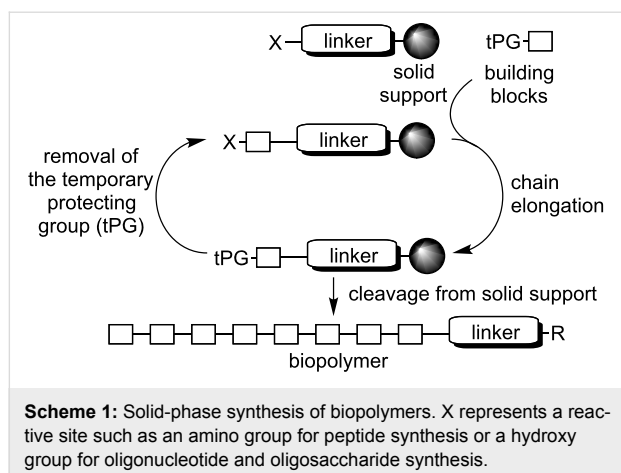 X linker tPG
solid support
building blocks
X linker
removal of
the temporary
protecting
group (tPG)
chain
elongation
tPG linker
cleavage from solid support
linker R
biopolymer
Scheme 1: Solid-phase synthesis of biopolymers. X represents a reac-
tive site such as an amino group for peptide synthesis or a hydroxy
group for oligonucleotide and oligosaccharide synthesis.